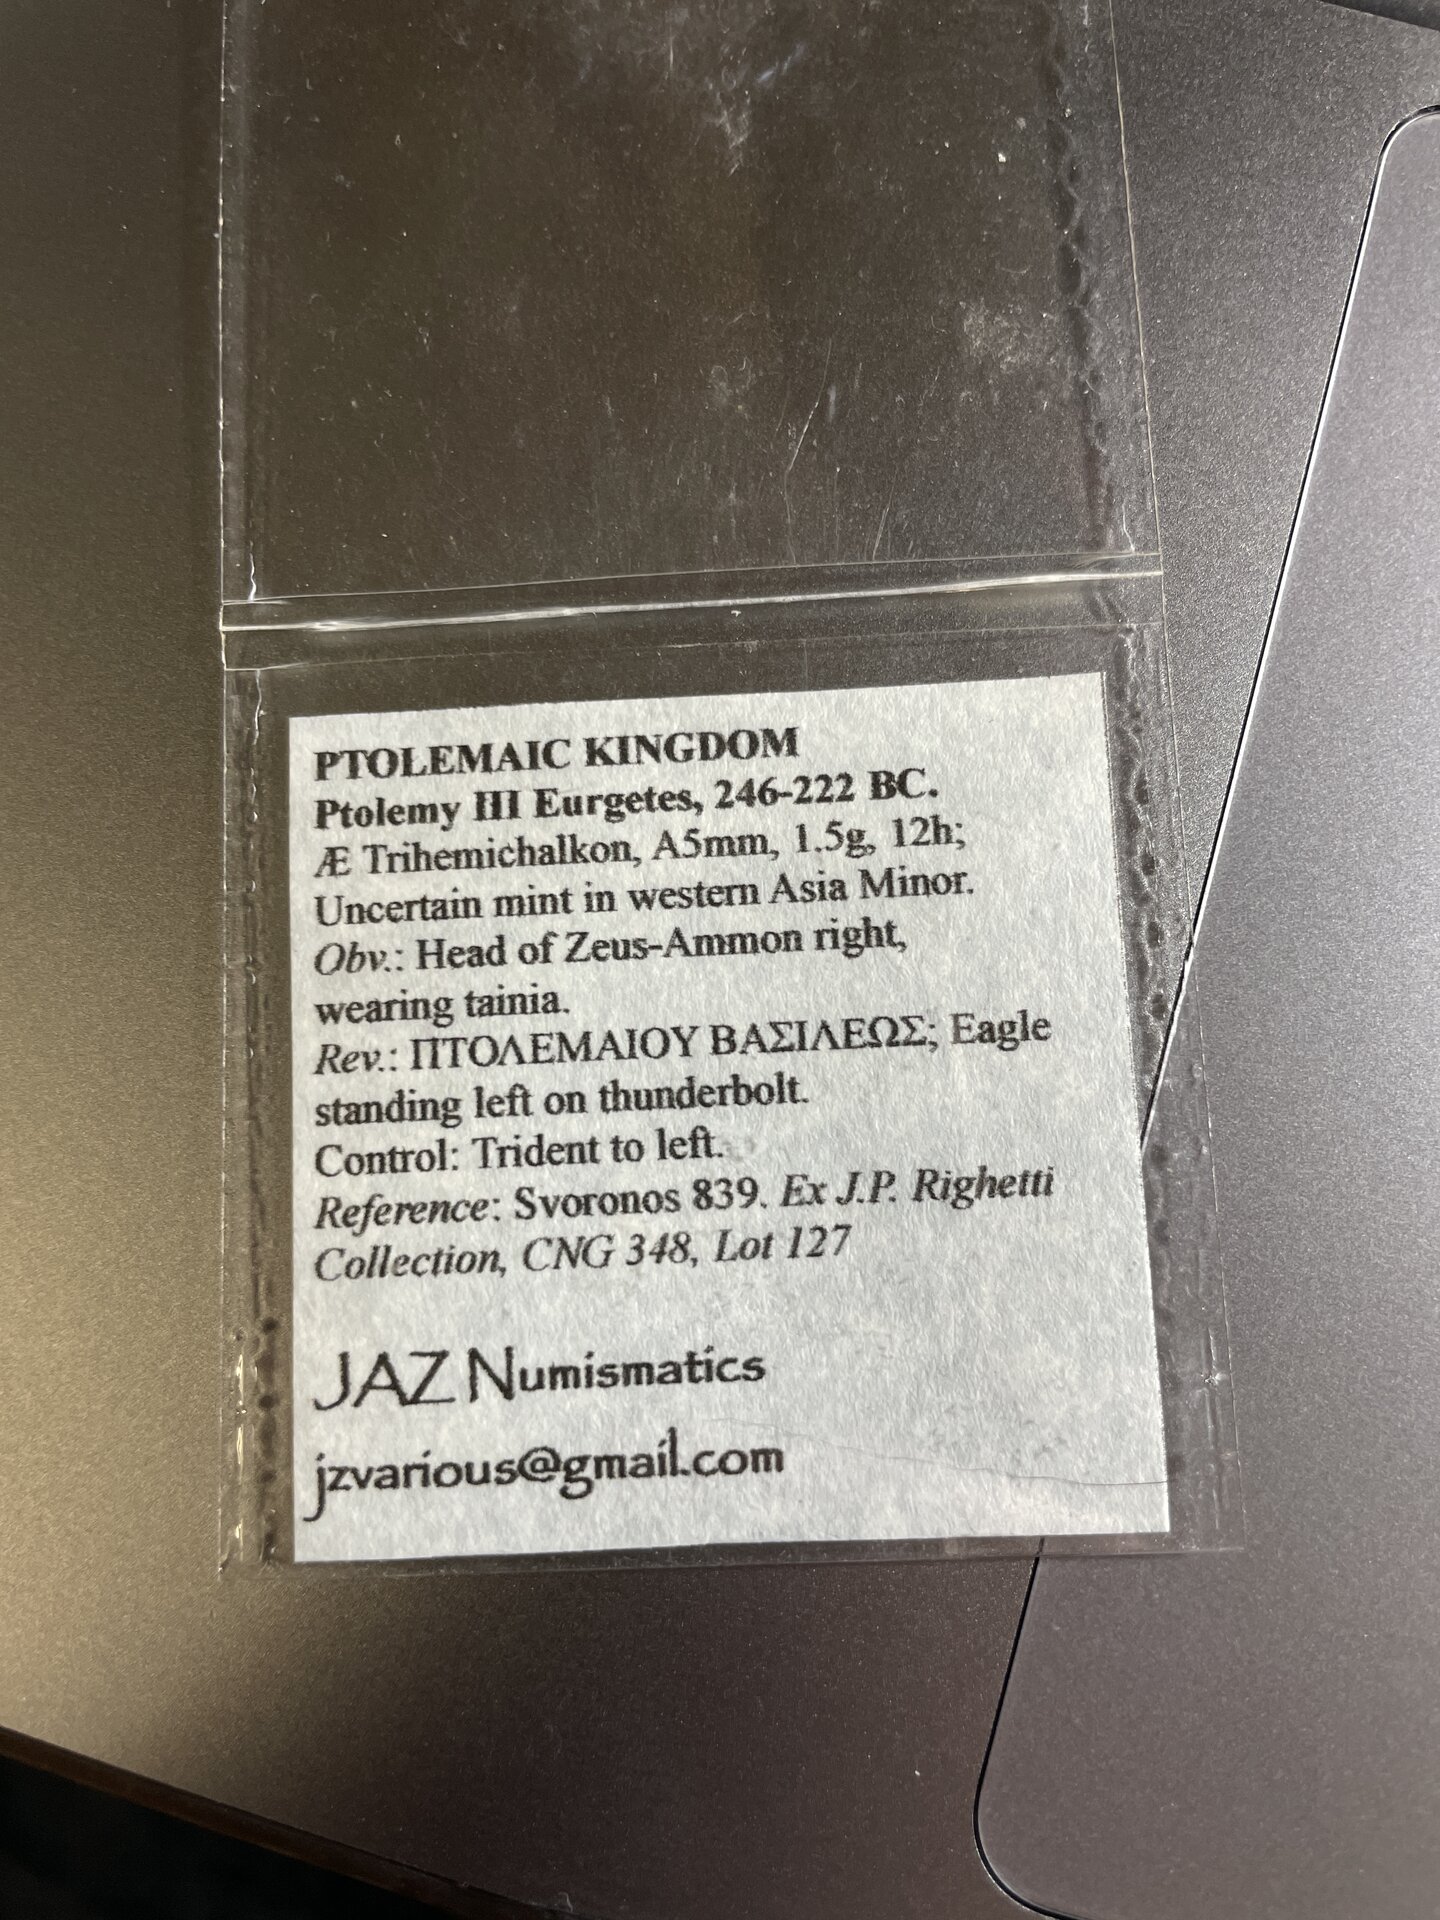 PTOLEMAIC KINGDOM
Ptolemy III Eurgetes, 246-222 BC.
Æ Trihemichalkon, A5mm, 1.5g, 12h;
Uncertain mint in western Asia Minor.
Obv.: Head of Zeus-Ammon right,
wearing tainia.
Rev.: ΠΤΟΛΕΜΑΙΟΥ ΒΑΣΙΛΕΩΣ; Eagle
standing left on thunderbolt.
Control: Trident to left.
Reference: Svoronos 839. Ex J.P. Righetti
Collection, CNG 348, Lot 127
JAZ Numismatics
jzvarious@gmail.com